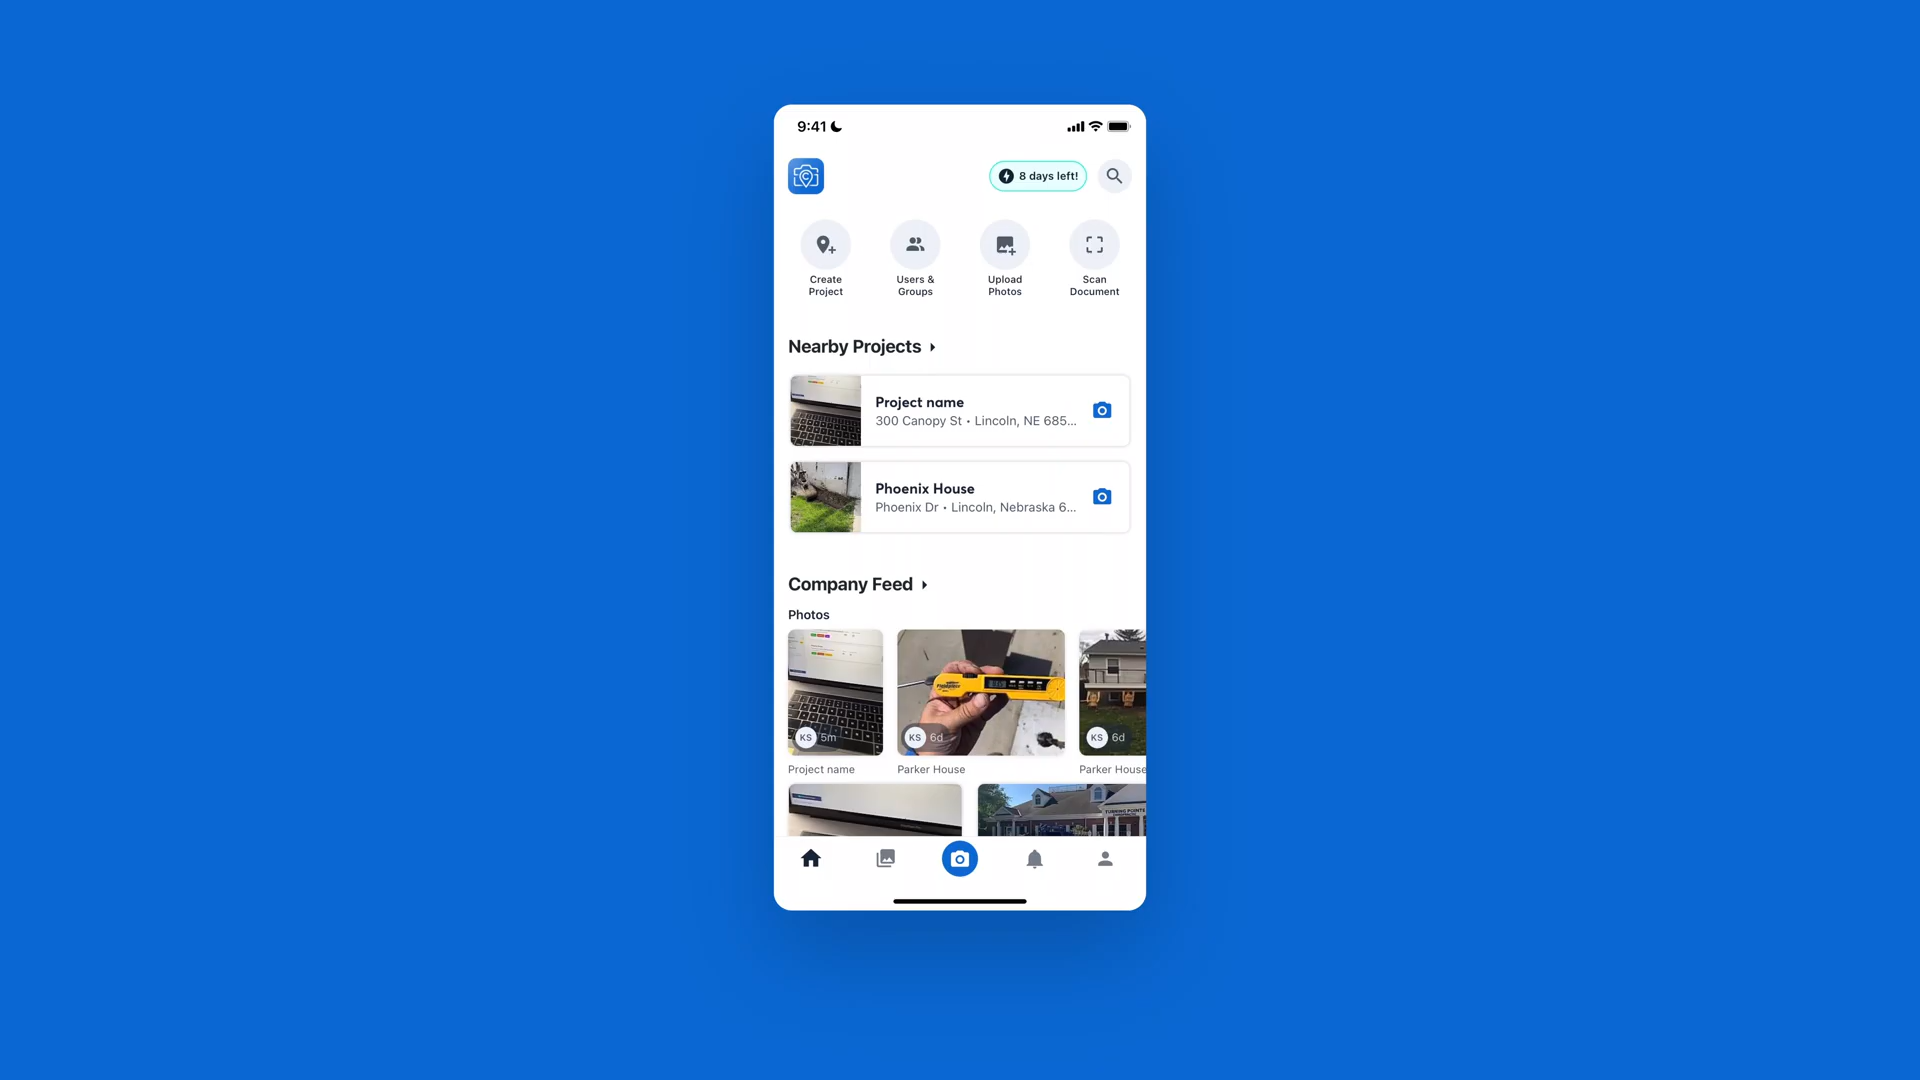 9:41
8 days left!
Create
Project
Users &
Groups
Upload
Photos
Scan
Document
Nearby Projects
Project name
300 Canopy St • Lincoln, NE 685...
Phoenix House
Phoenix Dr • Lincoln, Nebraska 6...
Company Feed
Photos
KS 5m
KS 6d
KS 6d
Project name
Parker House
Parker House